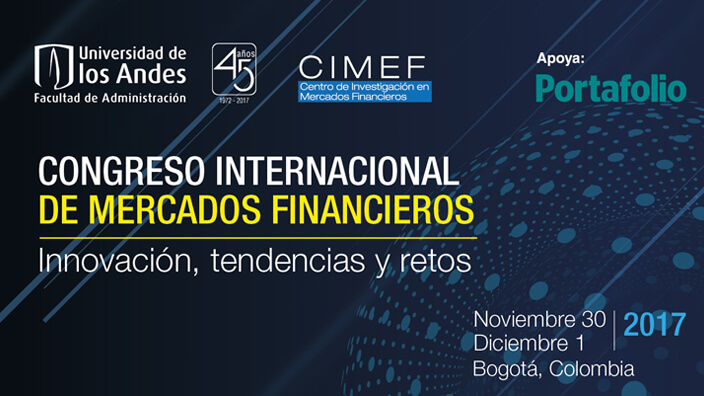 Universidad de
los Andes
Facultad de Administración
45
años
1972 - 2017
CIMEF
Centro de Investigación en
Mercados Financieros
Apoya:
Portafolio
CONGRESO INTERNACIONAL
DE MERCADOS FINANCIEROS
Innovación, tendencias y retos
Noviembre 30
Diciembre 1
2017
Bogotá, Colombia